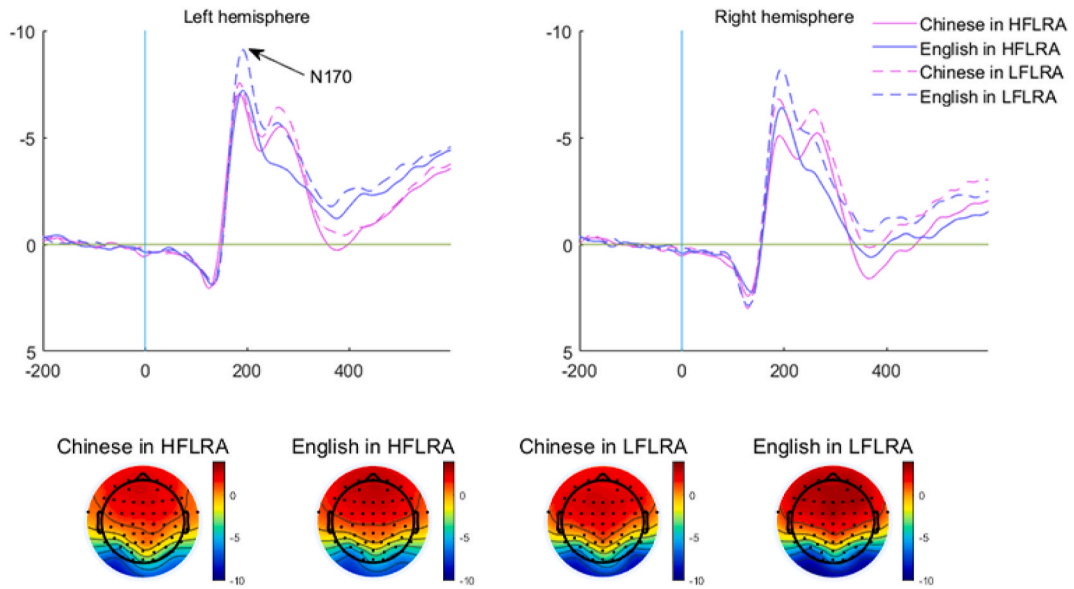 Left hemisphere
-10
-5
0
5
-200
0
200
400
N170
Right hemisphere
-10
-5
0
5
-200
0
200
400
Chinese in HFLRA
English in HFLRA
Chinese in LFLRA
English in LFLRA
Chinese in HFLRA
0
-5
-10
English in HFLRA
0
-5
-10
Chinese in LFLRA
0
-5
-10
English in LFLRA
0
-5
-10